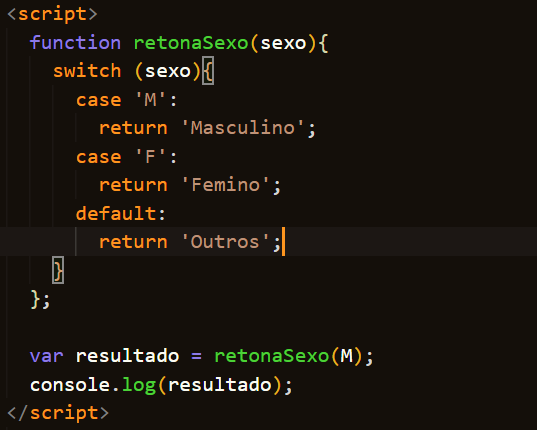 <script>
function retonaSexo(sexo){
switch (sexo){
case 'M':
return 'Masculino';
case 'F':
return 'Femino';
default:
return 'Outros';
}
};
var resultado = retonaSexo(M);
console.log(resultado);
</script>